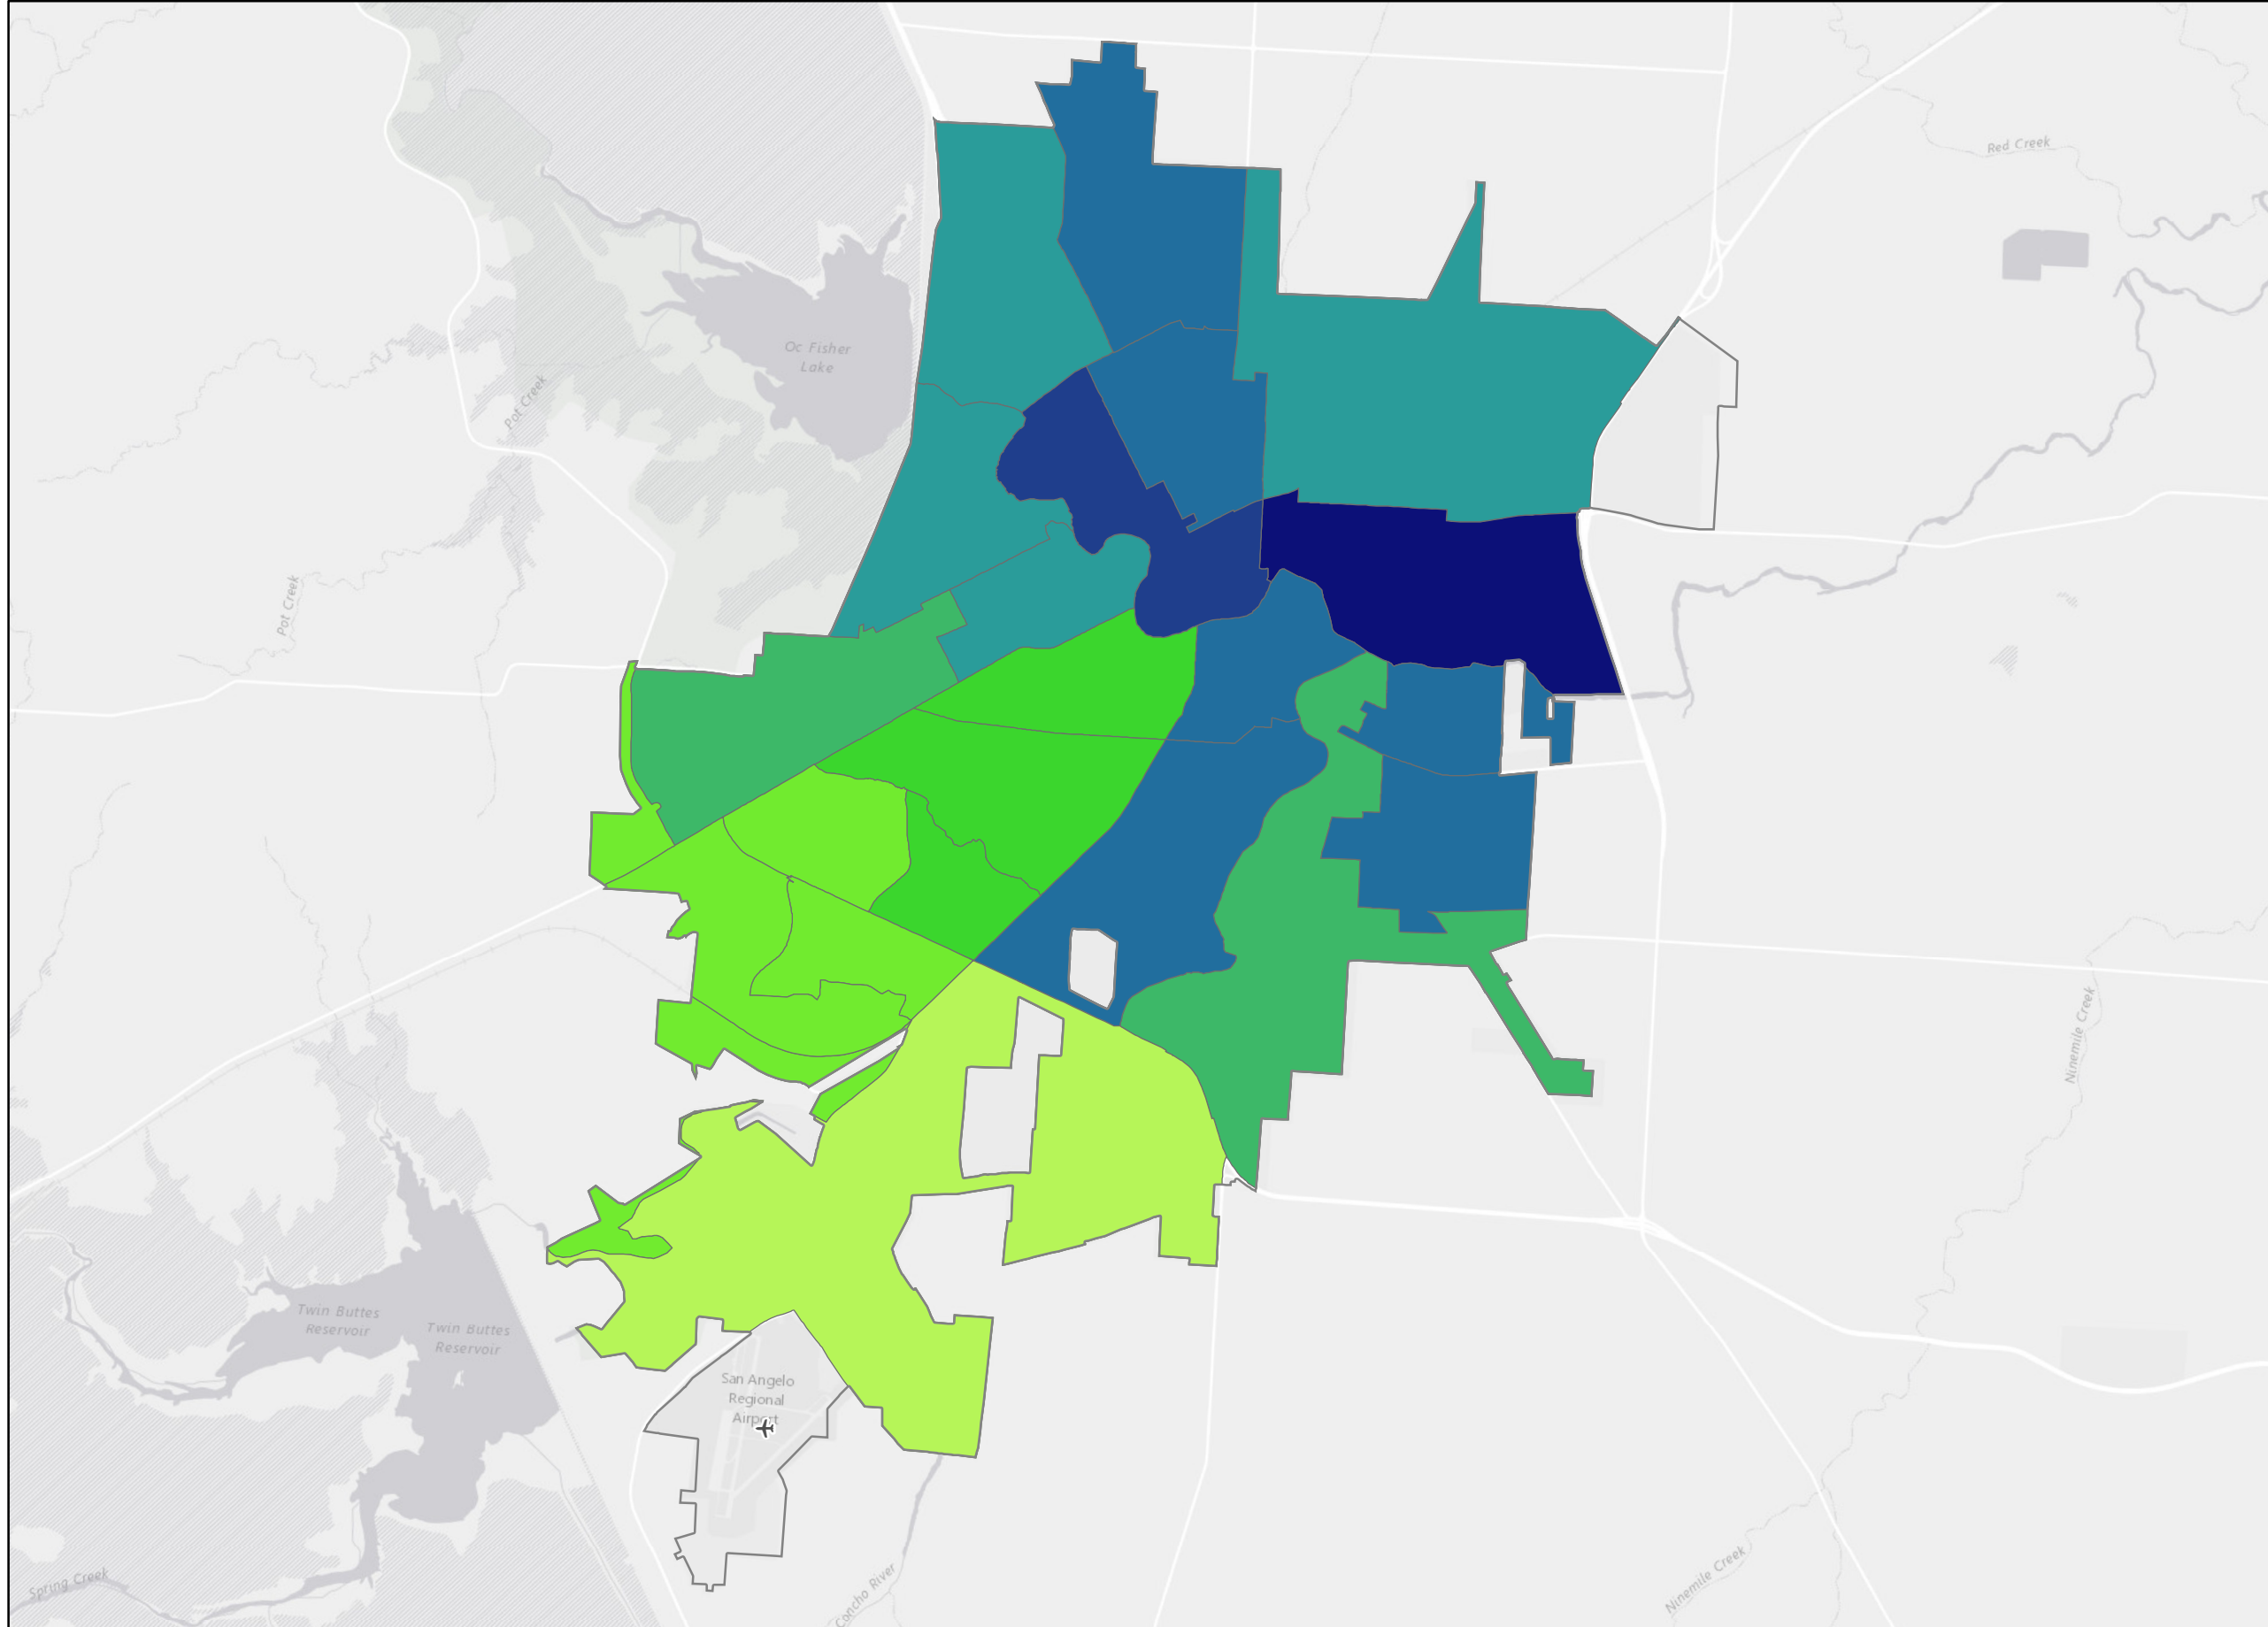 Red Creek
Oc Fisher
Lake
Pot Creek
Pot Creek
Ninemile Creek
Twin Buttes
Reservoir
Twin Buttes
Reservoir
San Angelo
Regional
Airport
Spring Creek
Concho River
Ninemile Creek